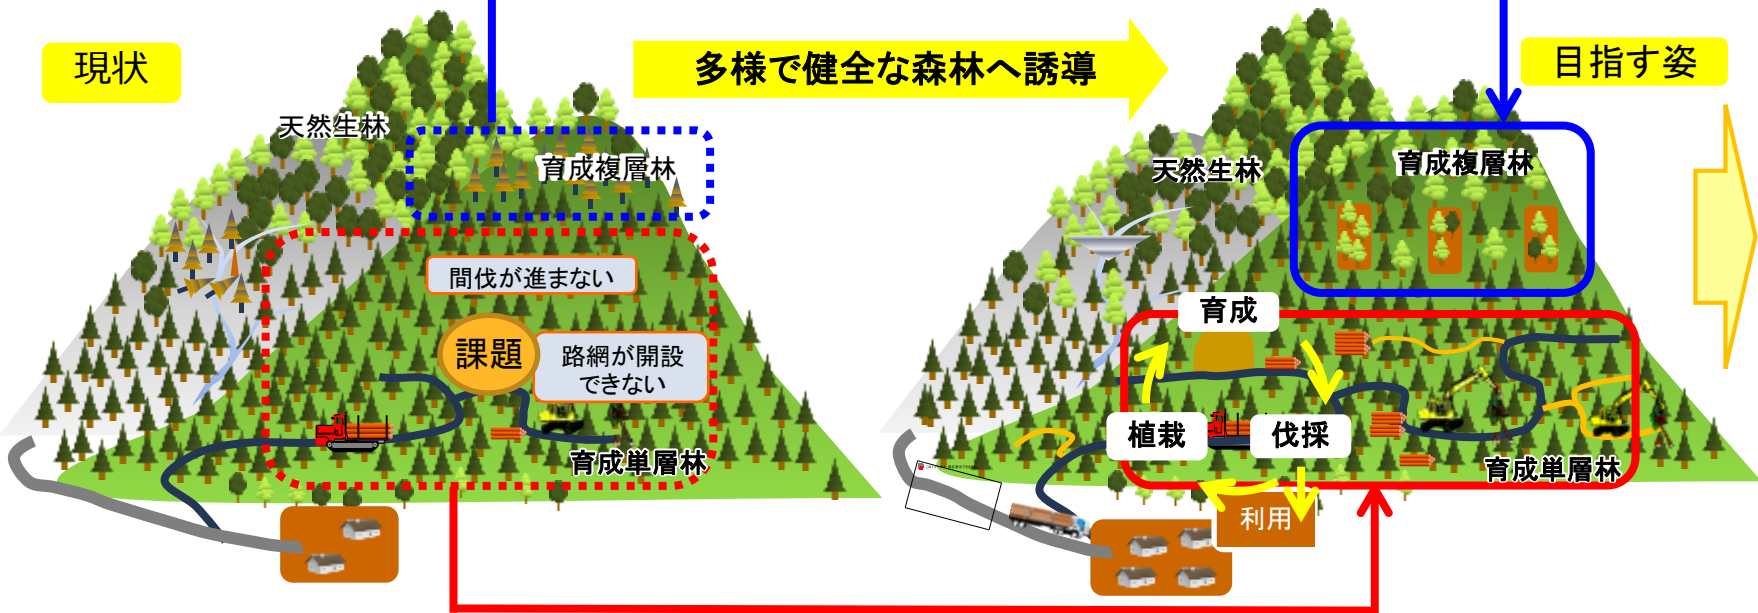 現状
多様で健全な森林へ誘導
目指す姿
天然生林
育成複層林
間伐が進まない
課題
路網が開設
できない
育成単層林
天然生林
育成複層林
育成
植栽
伐採
育成単層林
利用